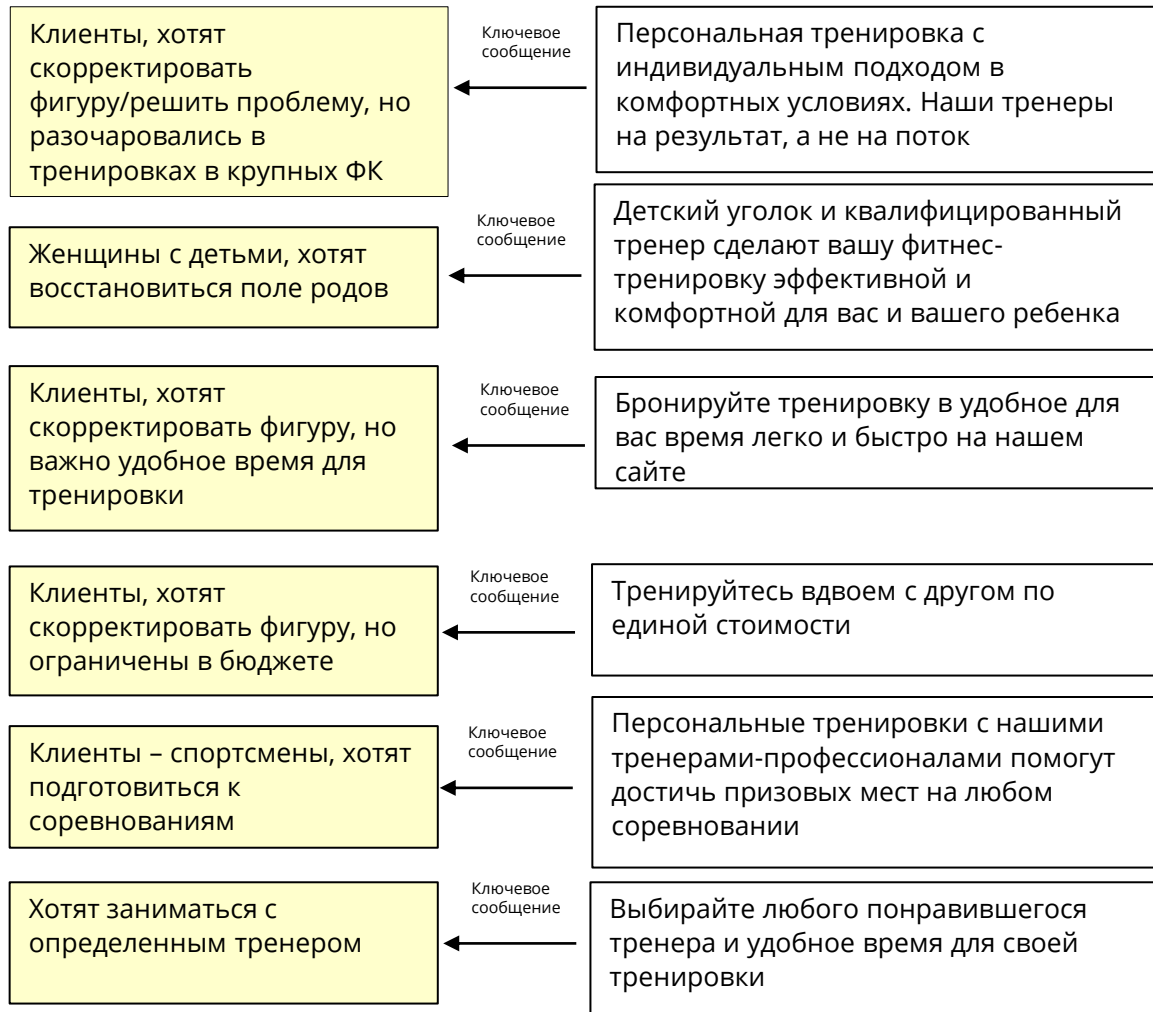 Клиенты, хотят
скорректировать
фигуру/решить проблему, но
разочаровались в
тренировках в крупных ФК
Ключевое
сообщение
Персональная тренировка с
индивидуальным подходом в
комфортных условиях. Наши тренеры
на результат, а не на поток
Женщины с детьми, хотят
восстановиться поле родов
Ключевое
сообщение
Детский уголок и квалифицированный
тренер сделают вашу фитнес-
тренировку эффективной и
комфортной для вас и вашего ребенка
Клиенты, хотят
скорректировать фигуру, но
важно удобное время для
тренировки
Ключевое
сообщение
Бронируйте тренировку в удобное для
вас время легко и быстро на нашем
сайте
Клиенты, хотят
скорректировать фигуру, но
ограничены в бюджете
Ключевое
сообщение
Тренируйтесь вдвоем с другом по
единой стоимости
Клиенты – спортсмены, хотят
подготовиться к
соревнованиям
Ключевое
сообщение
Персональные тренировки с нашими
тренерами-профессионалами помогут
достичь призовых мест на любом
соревновании
Хотят заниматься с
определенным тренером
Ключевое
сообщение
Выбирайте любого понравившегося
тренера и удобное время для своей
тренировки